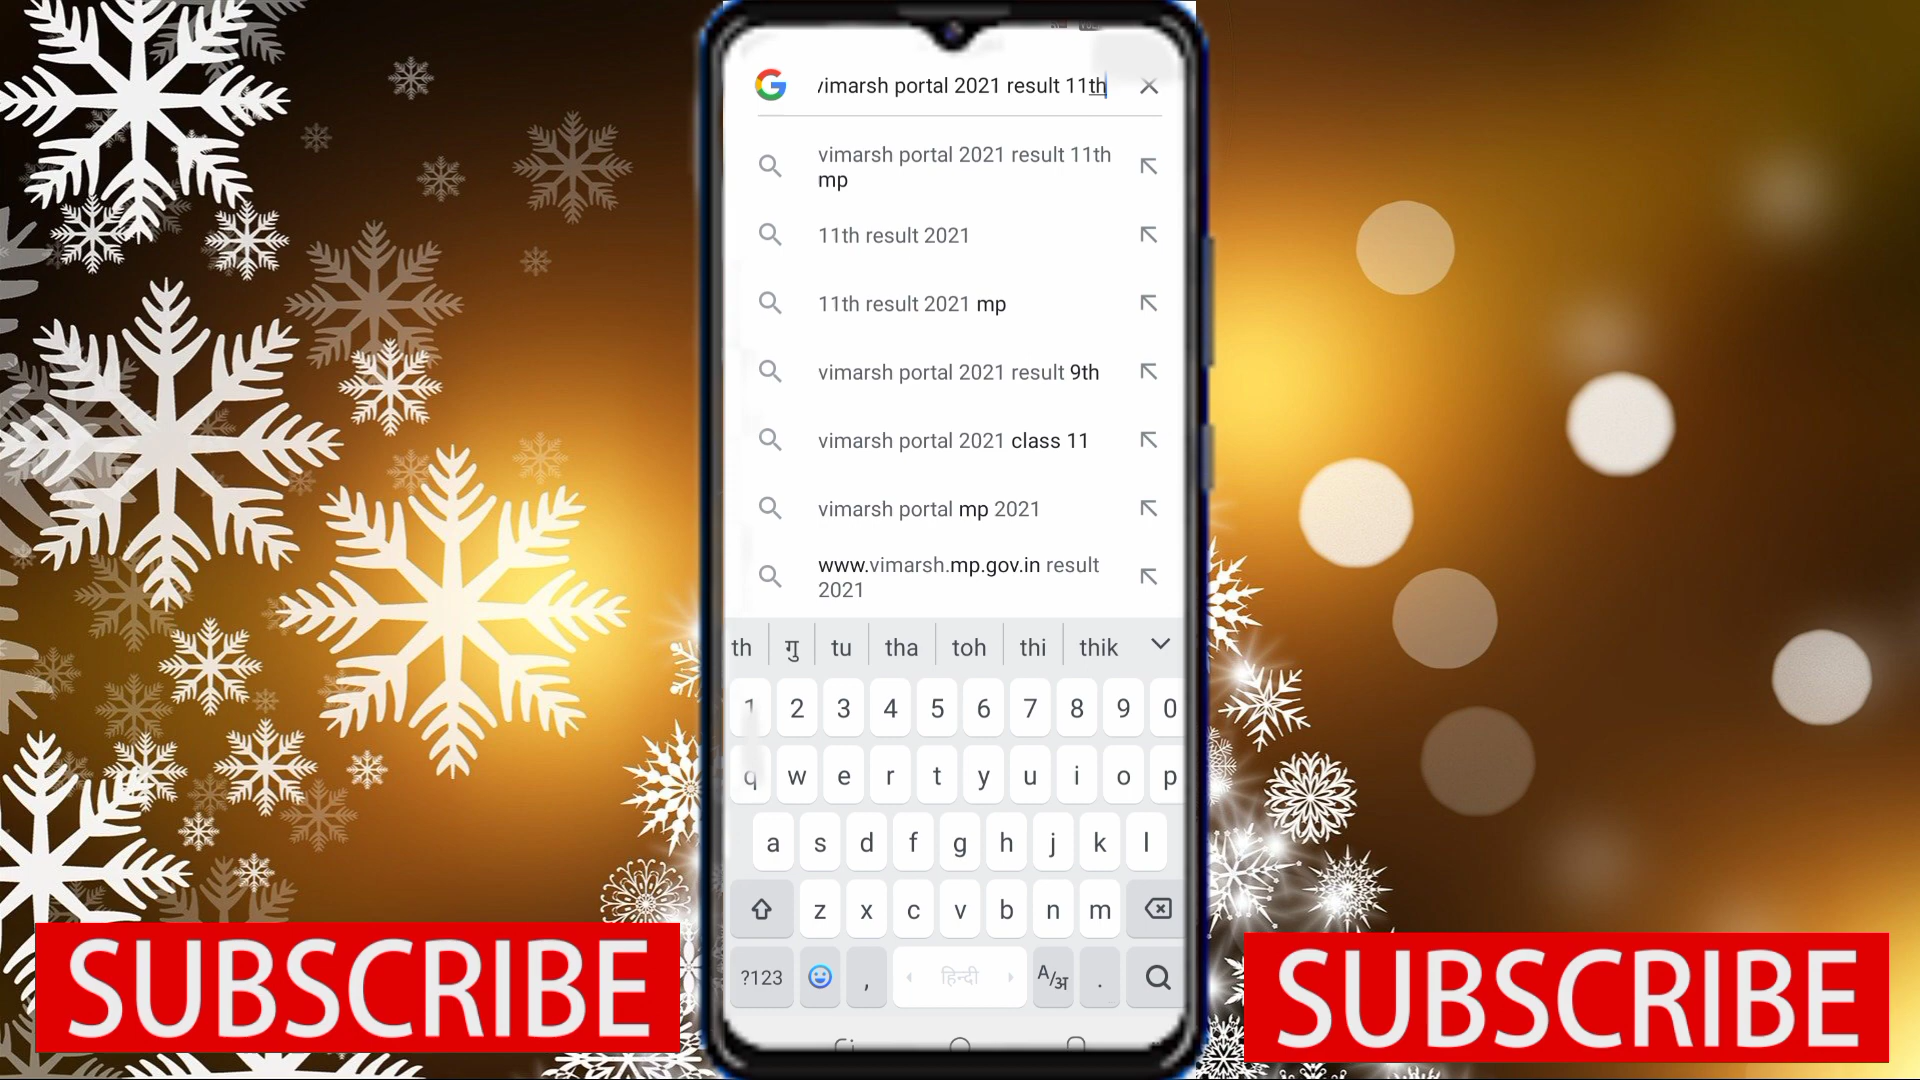 vimarsh portal 2021 result 11th
vimarsh portal 2021 result 11th
mp
11th result 2021
11th result 2021 mp
vimarsh portal 2021 result 9th
vimarsh portal 2021 class 11
vimarsh portal mp 2021
www.vimarsh.mp.gov.in result
2021
th गु tu tha toh thi thik
1 2 3 4 5 6 7 8 9 0
q w e r t y u i o p
a s d f g h j k l
z x c v b n m
?123 , हिन्दी A/अ .
SUBSCRIBE
SUBSCRIBE